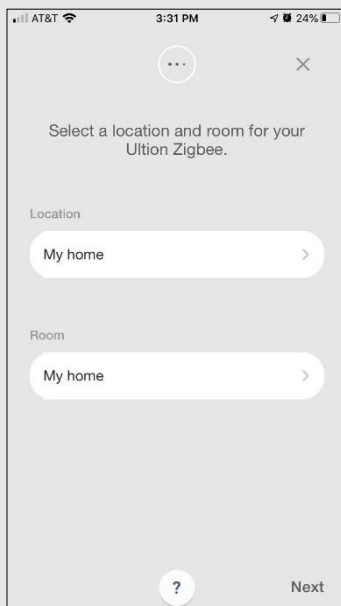 AT&T 3:31 PM 24%
Select a location and room for your
Ultion Zigbee.
Location
My home
Room
My home
? Next